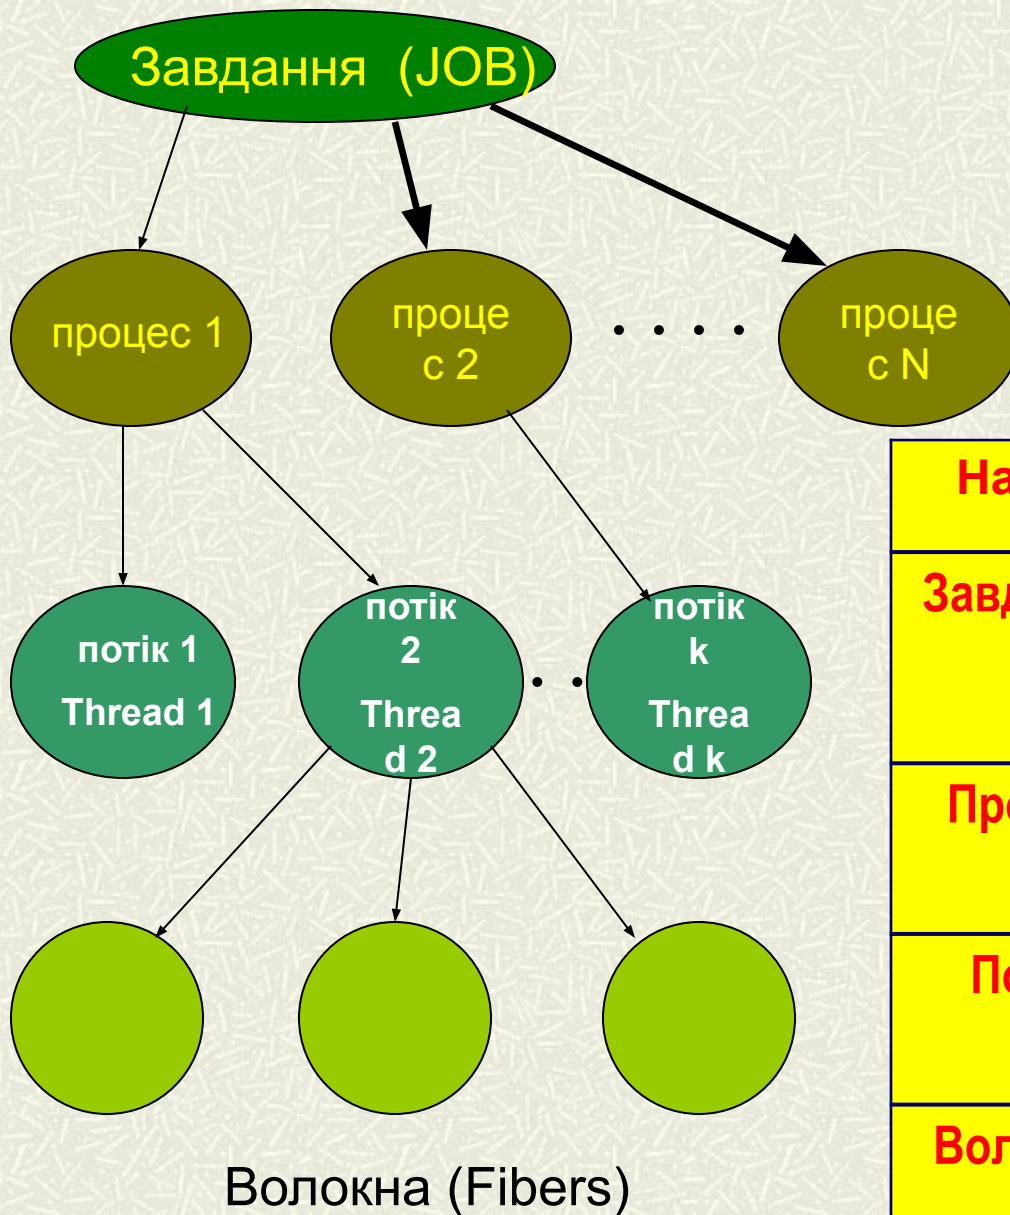 Завдання (JOB)
процес 1
проце
с 2
. . . .
проце
с N
потік 1
Thread 1
потік
2
Threa
d 2
. .
потік
k
Threa
d k
Волокна (Fibers)